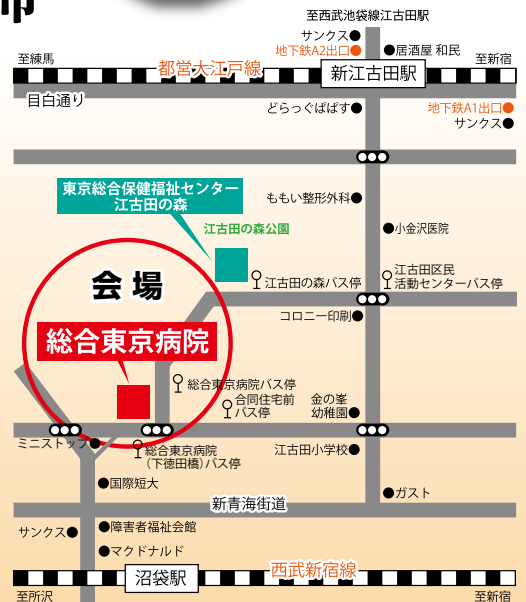 市
至西武池袋線江古田駅
サンクス
地下鉄A2出口
居酒屋 和民
至練馬
都営大江戸線
新江古田駅
至新宿
目白通り
どらっぐぱぱす
地下鉄A1出口
サンクス
東京総合保健福祉センター
江古田の森
ももい整形外科
江古田の森公園
小金沢医院
会場
江古田の森バス停
江古田区民
活動センターバス停
コロニー印刷
総合東京病院
総合東京病院バス停
合同住宅前
バス停
金の峯
幼稚園
ミニストップ
総合東京病院
(下徳田橋)バス停
江古田小学校
国際短大
ガスト
新青海街道
サンクス
障害者福祉会館
マクドナルド
沼袋駅
西武新宿線
至所沢
至新宿